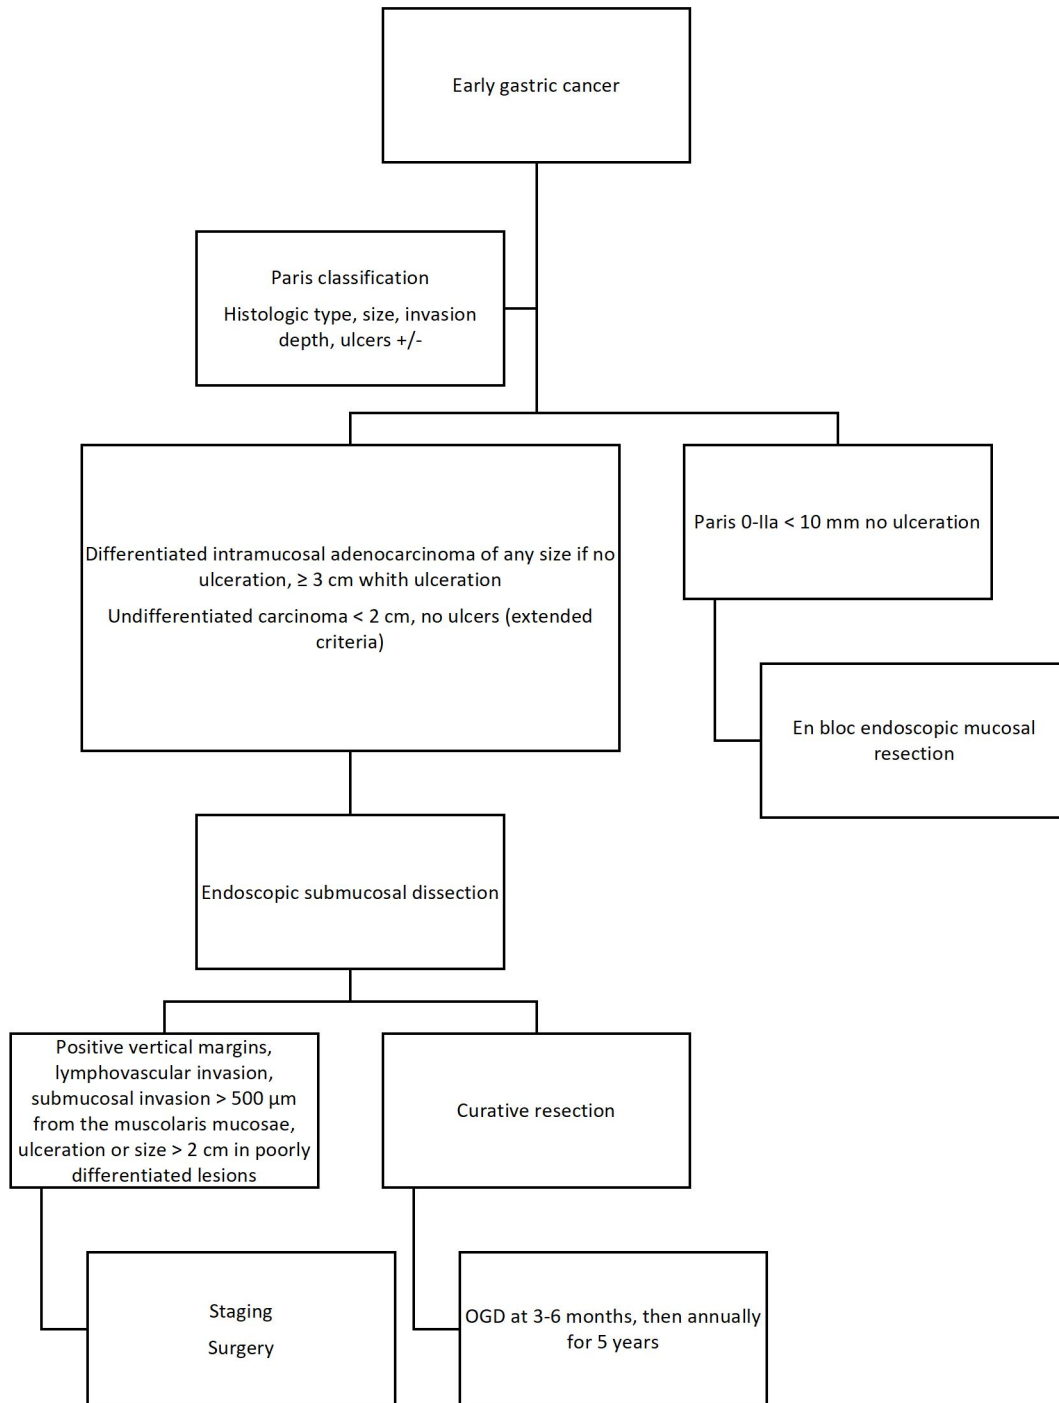 Early gastric cancer
Paris classification
Histologic type, size, invasion
depth, ulcers +/-
Differentiated intramucosal adenocarcinoma of any size if no
ulceration, ≥ 3 cm whith ulceration
Undifferentiated carcinoma < 2 cm, no ulcers (extended
criteria)
Paris 0-IIa < 10 mm no ulceration
En bloc endoscopic mucosal
resection
Endoscopic submucosal dissection
Positive vertical margins,
lymphovascular invasion,
submucosal invasion > 500 µm
from the muscolaris mucosae,
ulceration or size > 2 cm in poorly
differentiated lesions
Curative resection
Staging
Surgery
OGD at 3-6 months, then annually
for 5 years